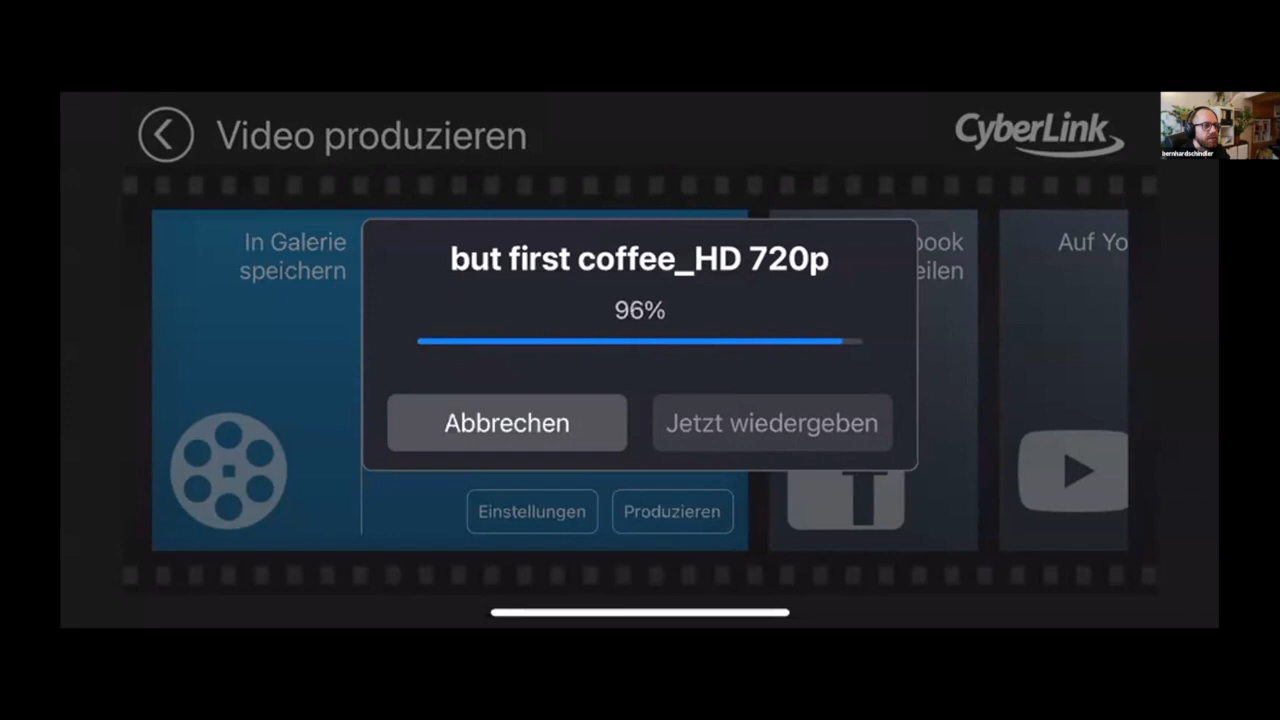 Video produzieren
CyberLink
bernhardschindler
In Galerie
speichern
but first coffee_HD 720p
96%
Abbrechen
Jetzt wiedergeben
book
eilen
Auf Yo
Einstellungen
Produzieren